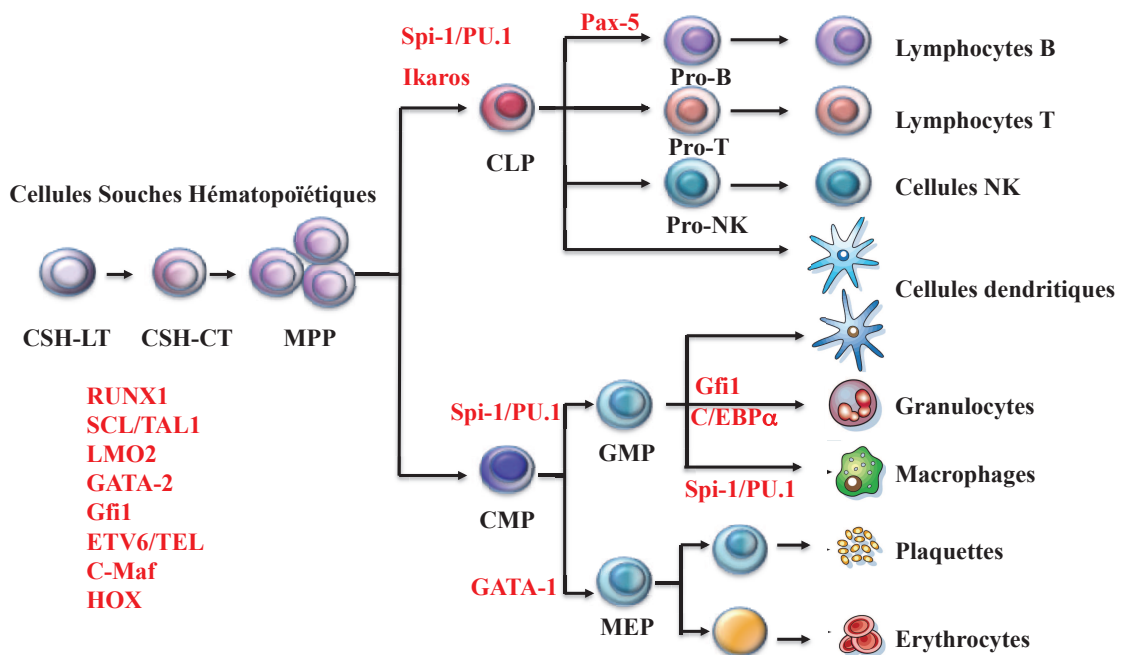 Spi-1/PU.1
Ikaros
CLP
Pax-5
Pro-B
Lymphocytes B
Pro-T
Lymphocytes T
Pro-NK
Cellules NK
Cellules dendritiques
Cellules Souches Hématopoïétiques
CSH-LT
CSH-CT
MPP
RUNX1
SCL/TAL1
LMO2
GATA-2
Gfi1
ETV6/TEL
C-Maf
HOX
Spi-1/PU.1
CMP
GMP
Gfi1
C/EBPα
Granulocytes
Spi-1/PU.1
Macrophages
GATA-1
MEP
Plaquettes
Erythrocytes